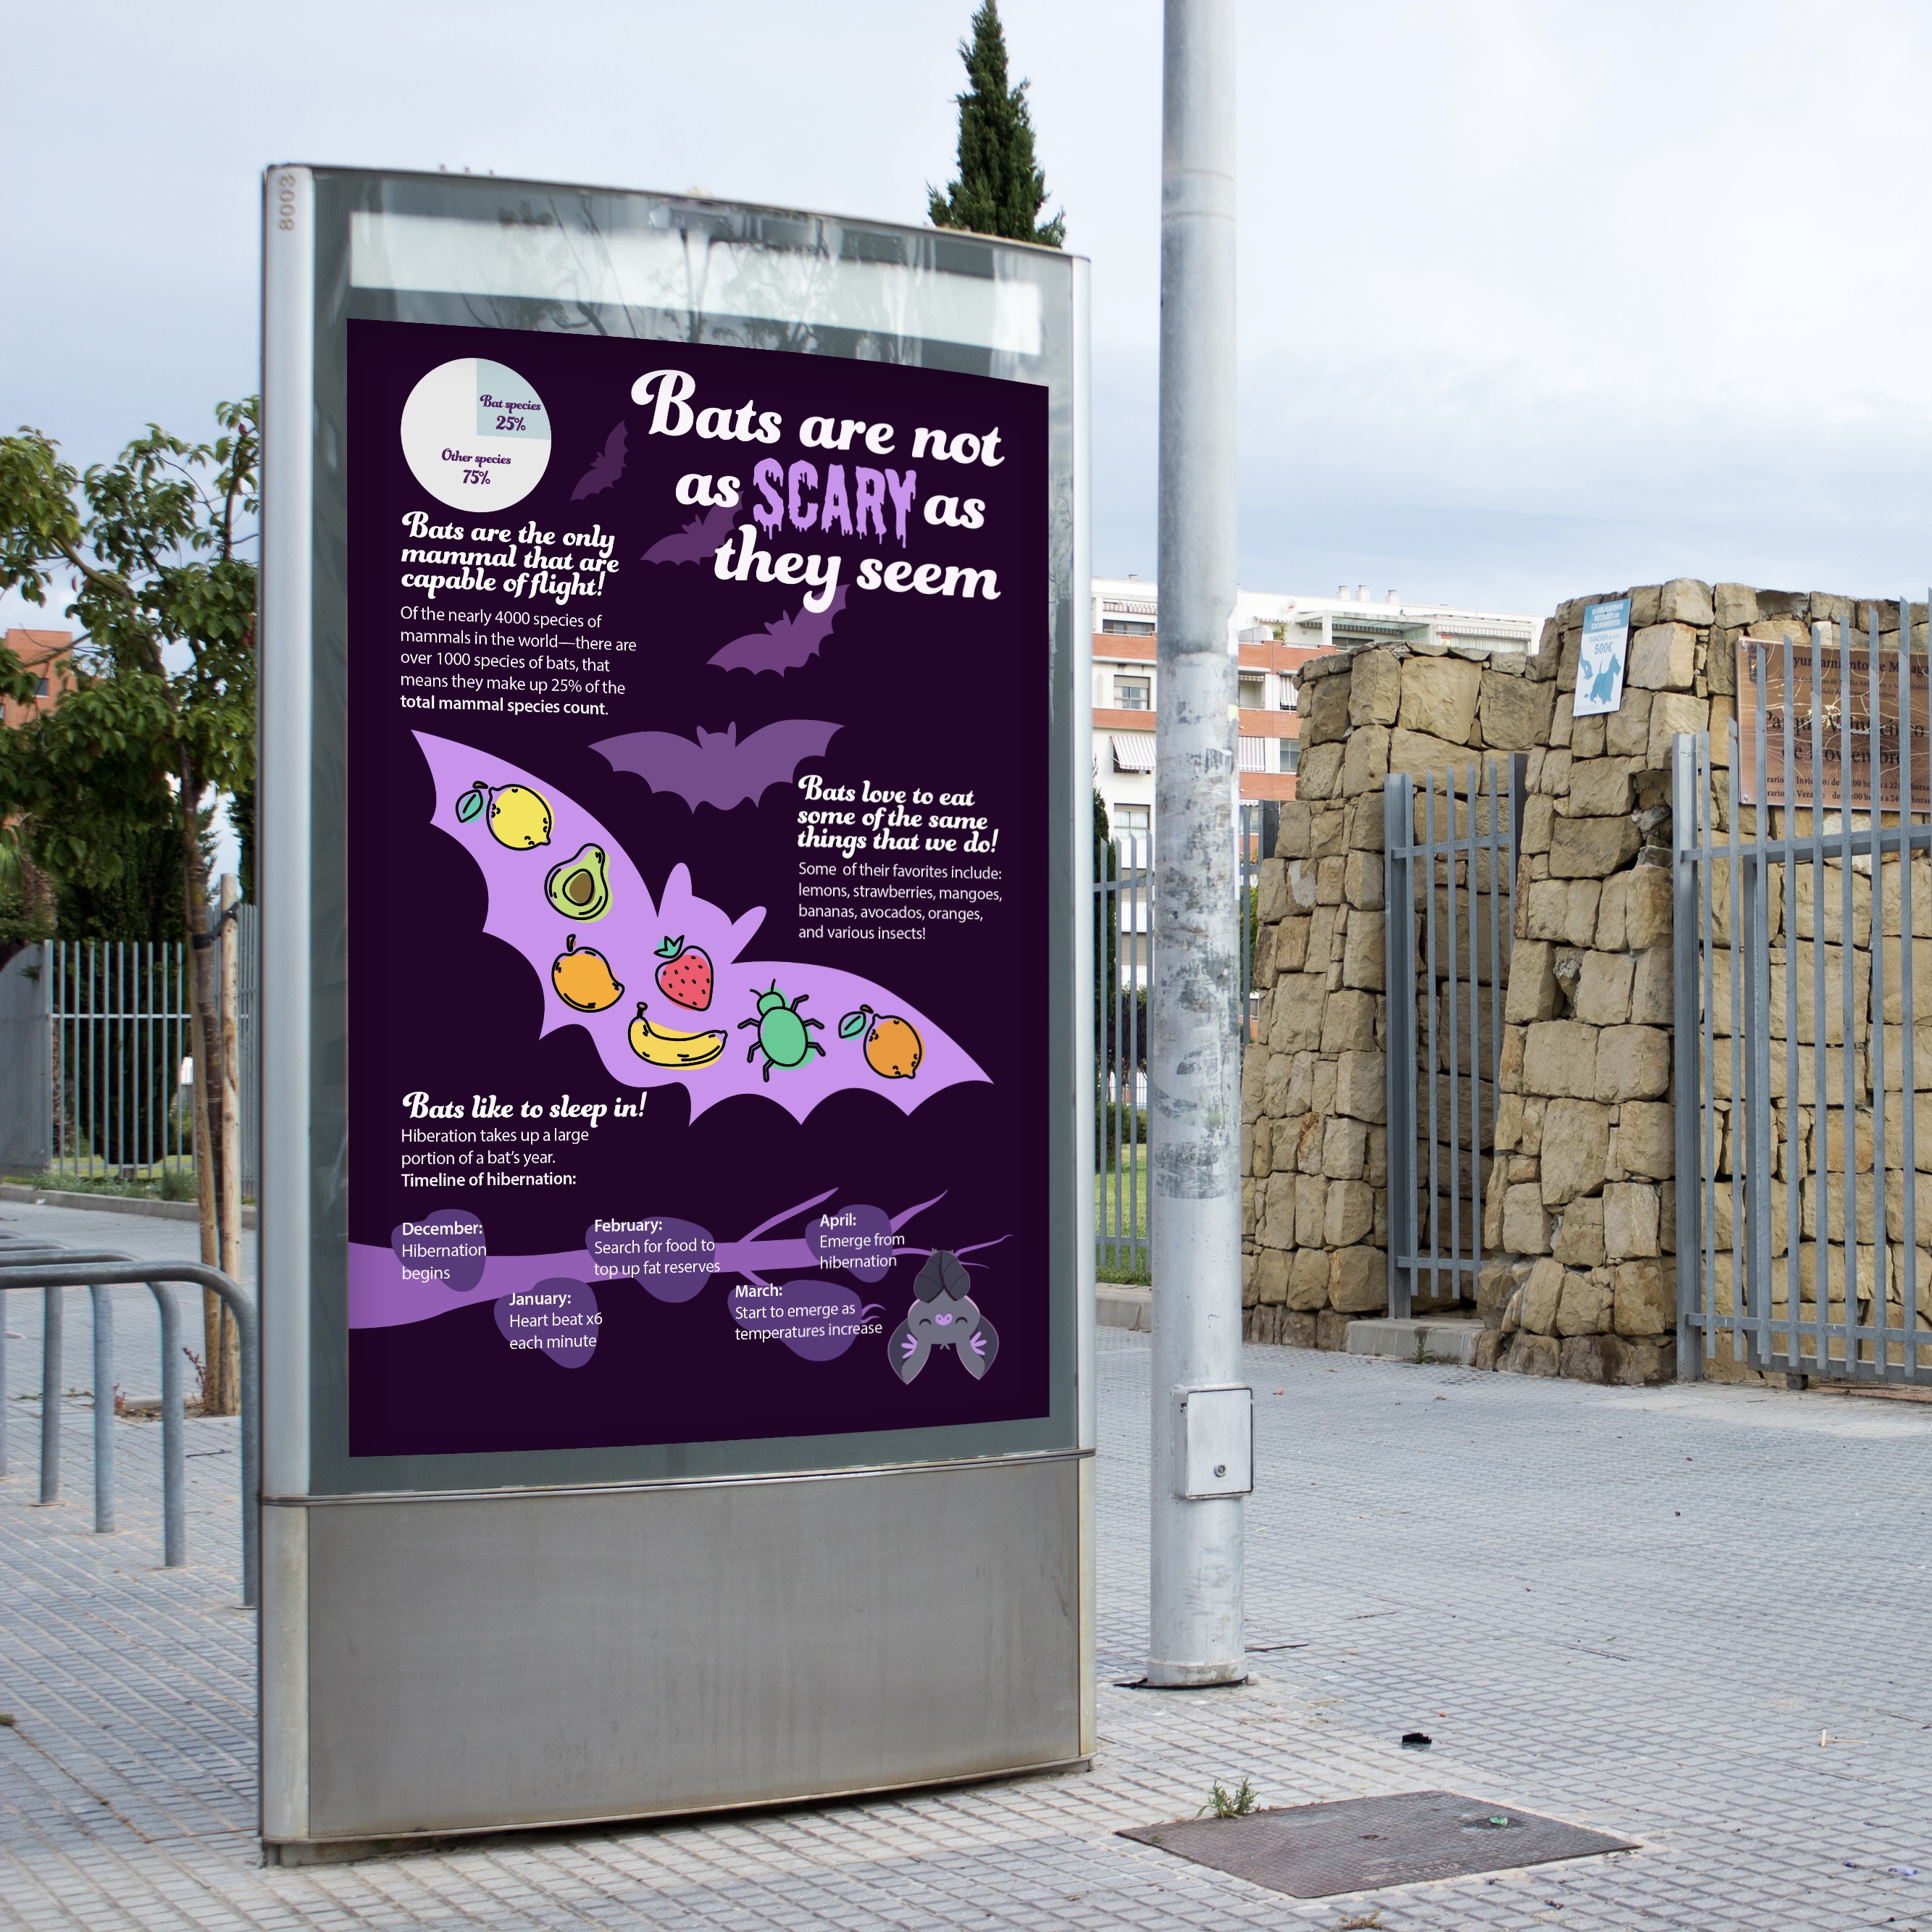 8003
Bat species
25%
Other species
75%
Bats are not
as SCARY as
they seem
Bats are the only
mammal that are
capable of flight!
Of the nearly 4000 species of
mammals in the world—there are
over 1000 species of bats, that
means they make up 25% of the
total mammal species count.
Bats love to eat
some of the same
things that we do!
Some of their favorites include:
lemons, strawberries, mangoes,
bananas, avocados, oranges,
and various insects!
Bats like to sleep in!
Hiberation takes up a large
portion of a bat's year.
Timeline of hibernation:
December:
Hibernation
begins
January:
Heart beat x6
each minute
February:
Search for food to
top up fat reserves
March:
Start to emerge as
temperatures increase
April:
Emerge from
hibernation
ES OBLIGATORIO
RECOGER LOS
EXCREMENTOS
SANCIÓN
500€